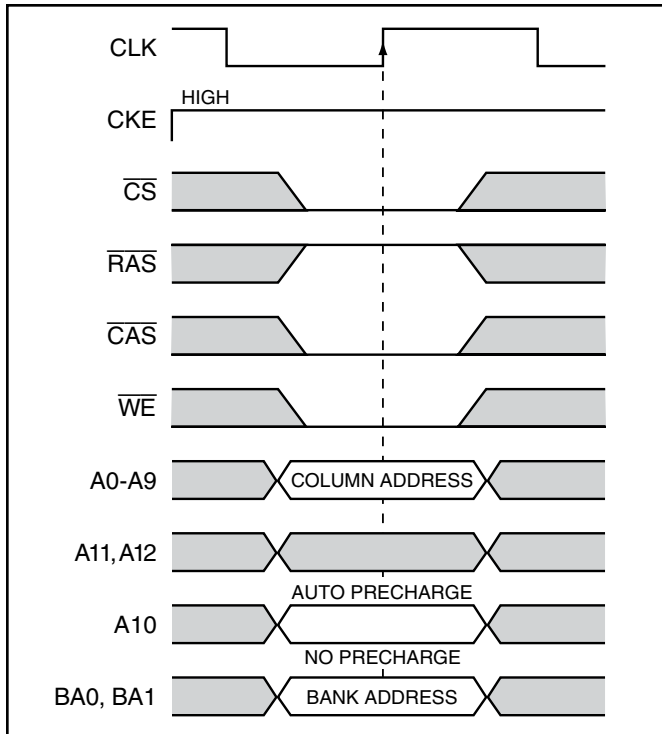 CLK
HIGH
CKE
CS
RAS
CAS
WE
A0-A9 COLUMN ADDRESS
A11, A12
AUTO PRECHARGE
A10
NO PRECHARGE
BA0, BA1 BANK ADDRESS